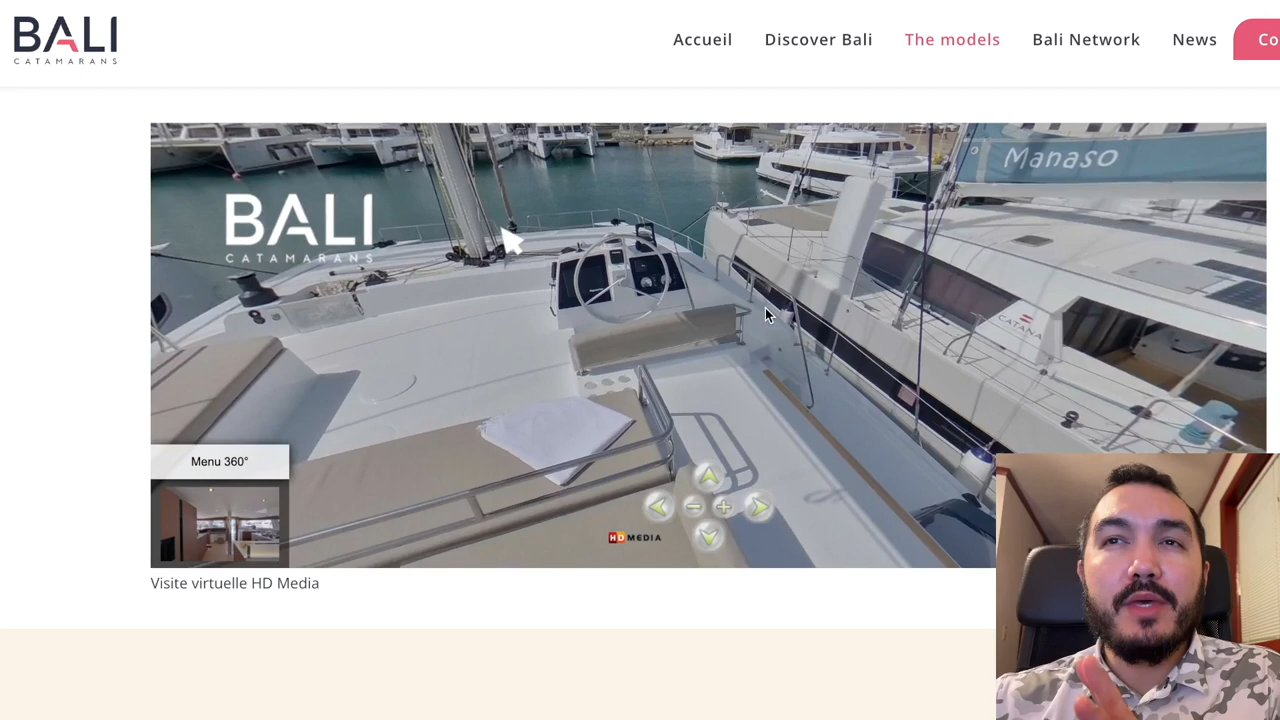 BALI
CATAMARANS
Accueil
Discover Bali
The models
Bali Network
News
Co
Manaso
BALI
CATAMARANS
CATANA
Menu 360°
HD MEDIA
Visite virtuelle HD Media